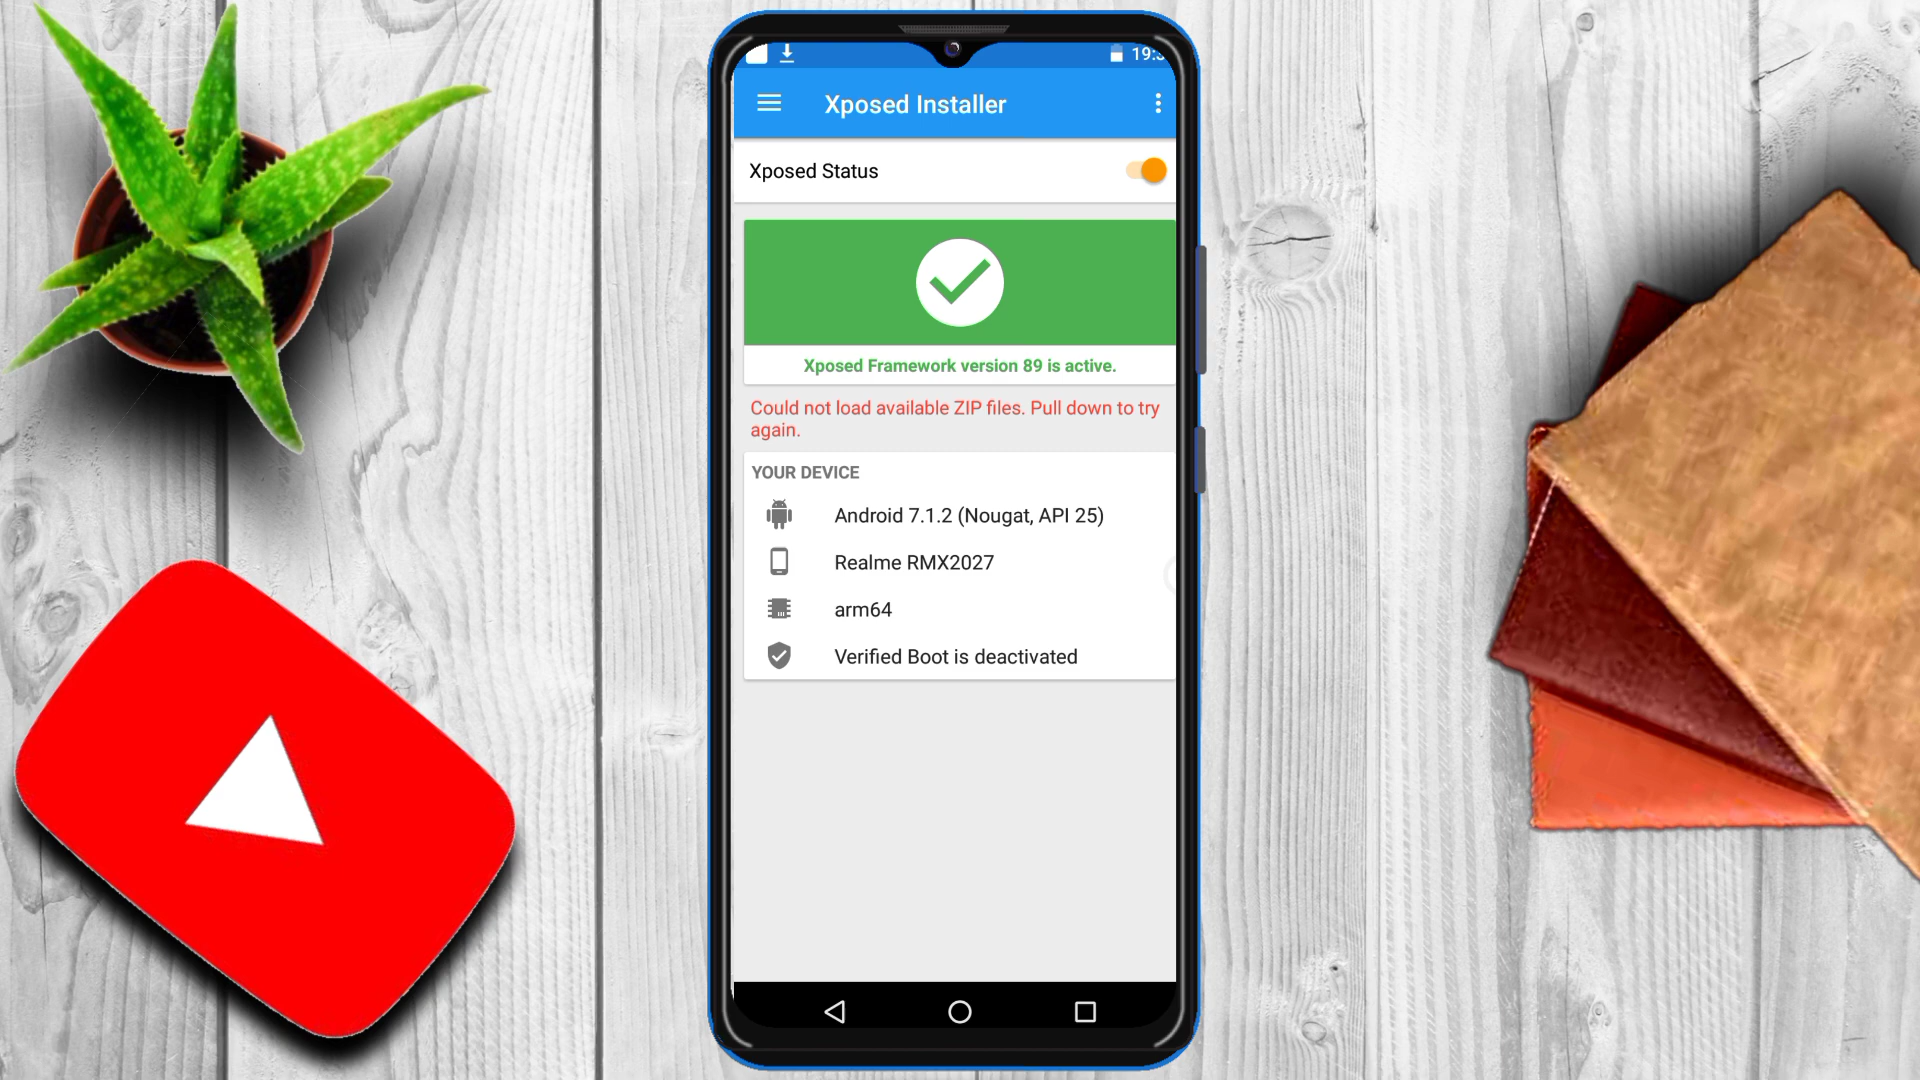 Xposed Installer
Xposed Status
Xposed Framework version 89 is active.
Could not load available ZIP files. Pull down to try
again.
YOUR DEVICE
Android 7.1.2 (Nougat, API 25)
Realme RMX2027
arm64
Verified Boot is deactivated